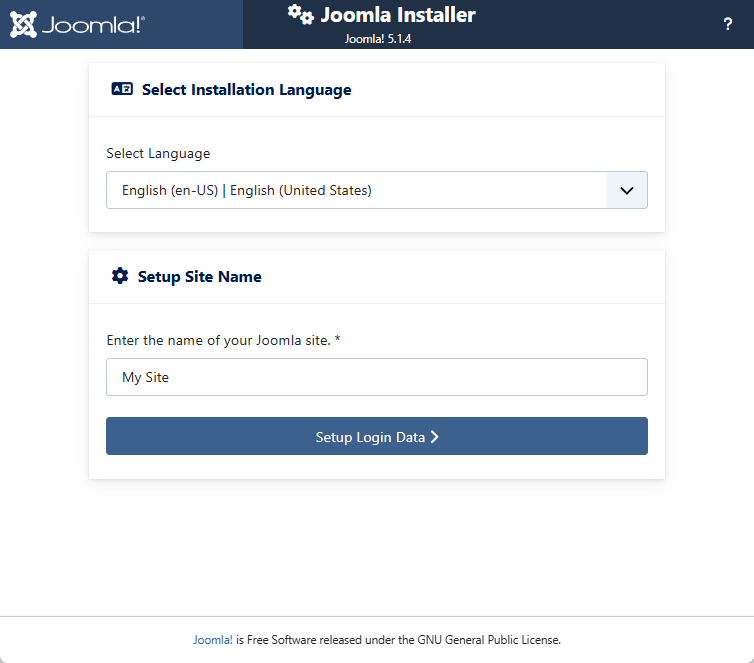 Joomla!®
Joomla Installer
Joomla! 5.1.4
?
Select Installation Language
Select Language
English (en-US) | English (United States)
Setup Site Name
Enter the name of your Joomla site. *
My Site
Setup Login Data
Joomla! is Free Software released under the GNU General Public License.